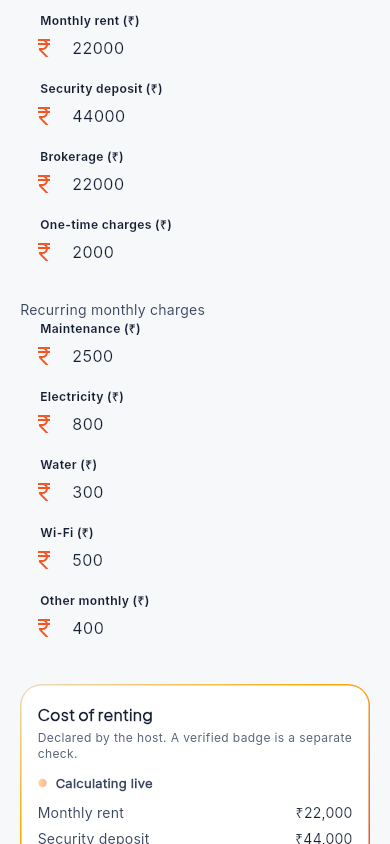 Monthly rent (₹)
₹ 22000
Security deposit (₹)
₹ 44000
Brokerage (₹)
₹ 22000
One-time charges (₹)
₹ 2000
Recurring monthly charges
Maintenance (₹)
₹ 2500
Electricity (₹)
₹ 800
Water (₹)
₹ 300
Wi-Fi (₹)
₹ 500
Other monthly (₹)
₹ 400
Cost of renting
Declared by the host. A verified badge is a separate
check.
Calculating live
Monthly rent ₹22,000
Security deposit ₹44,000